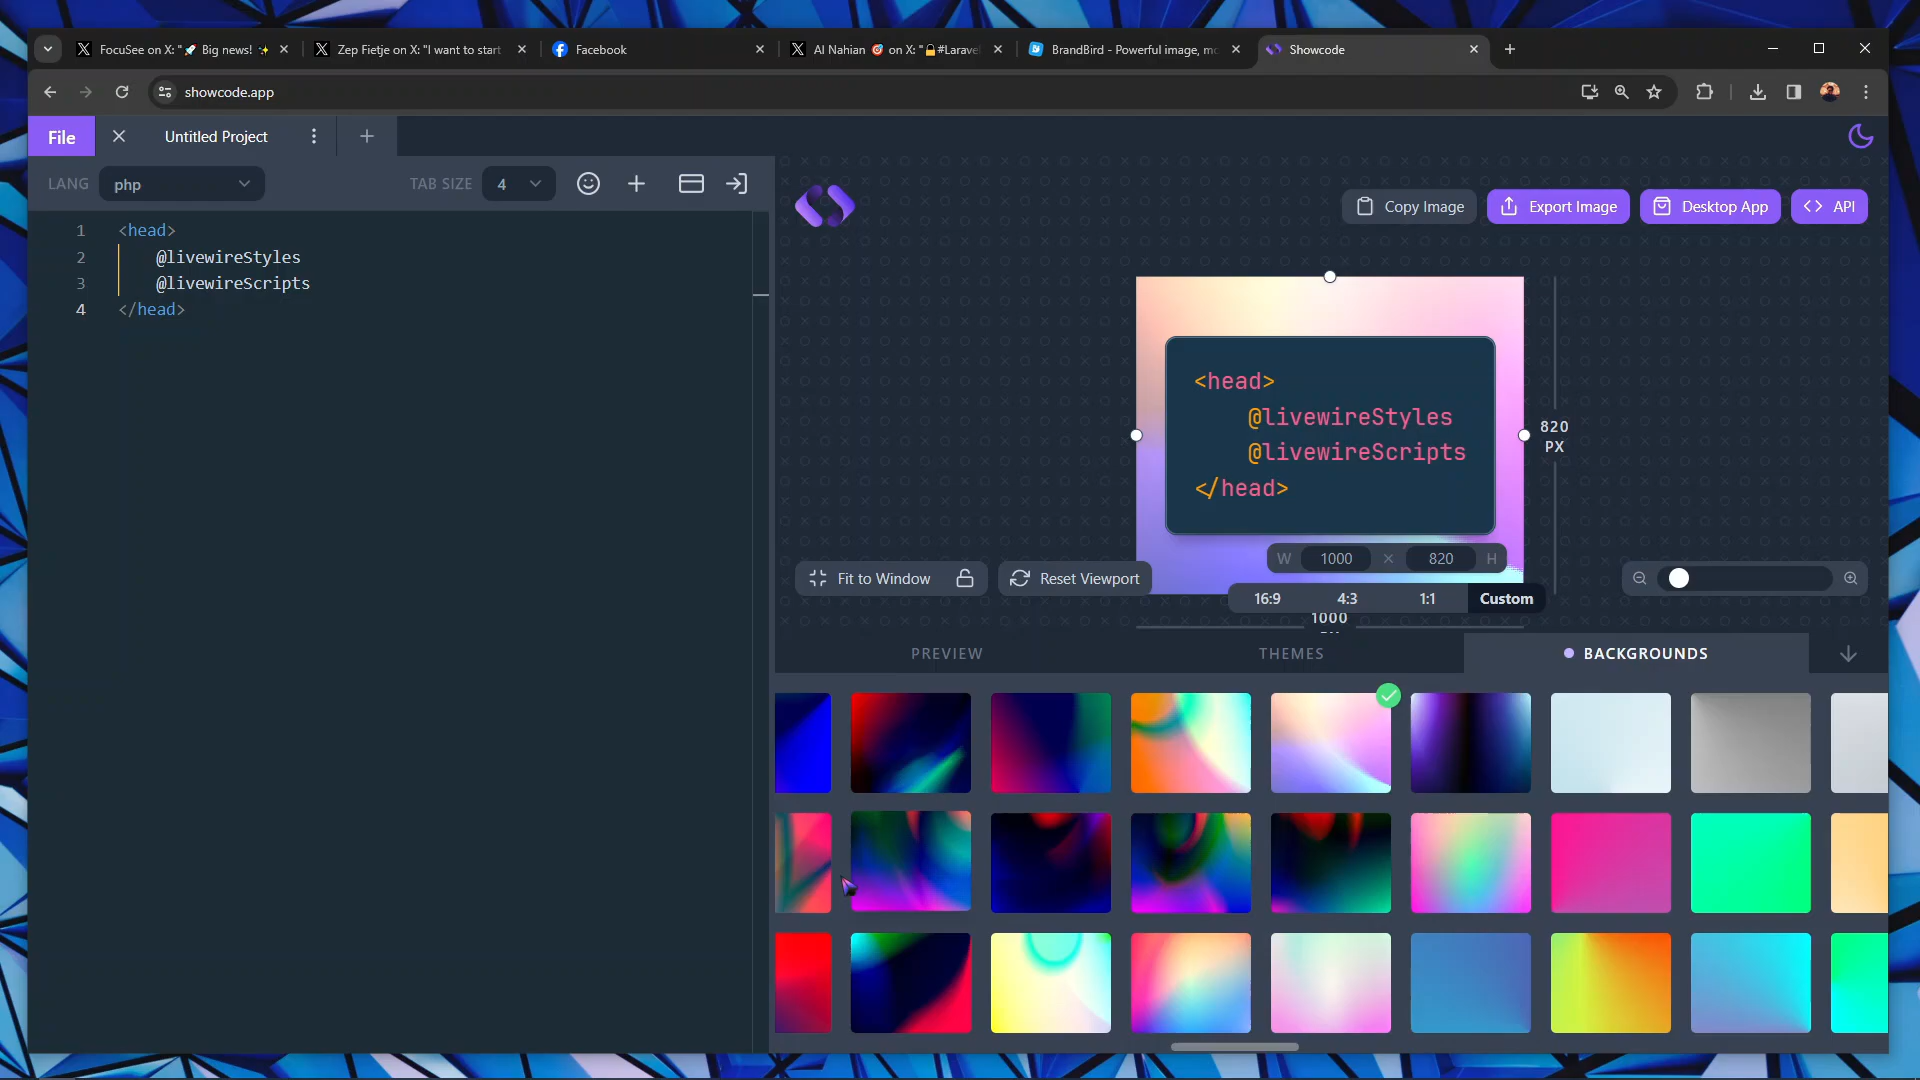 FocuSee on X: "🚀 Big news! ✨
Zep Fietje on X: "I want to start
Facebook
Al Nahian 🎯 on X: "🔒#Larave
BrandBird - Powerful image, mo
Showcode
showcode.app
File
Untitled Project
LANG
php
TAB SIZE
4
1 <head>
2 @livewireStyles
3 @livewireScripts
4 </head>
Copy Image
Export Image
Desktop App
API
<head>
@livewireStyles
@livewireScripts
</head>
820
PX
W 1000 × 820 H
Fit to Window
Reset Viewport
16:9
4:3
1:1
Custom
1000
PREVIEW
THEMES
BACKGROUNDS